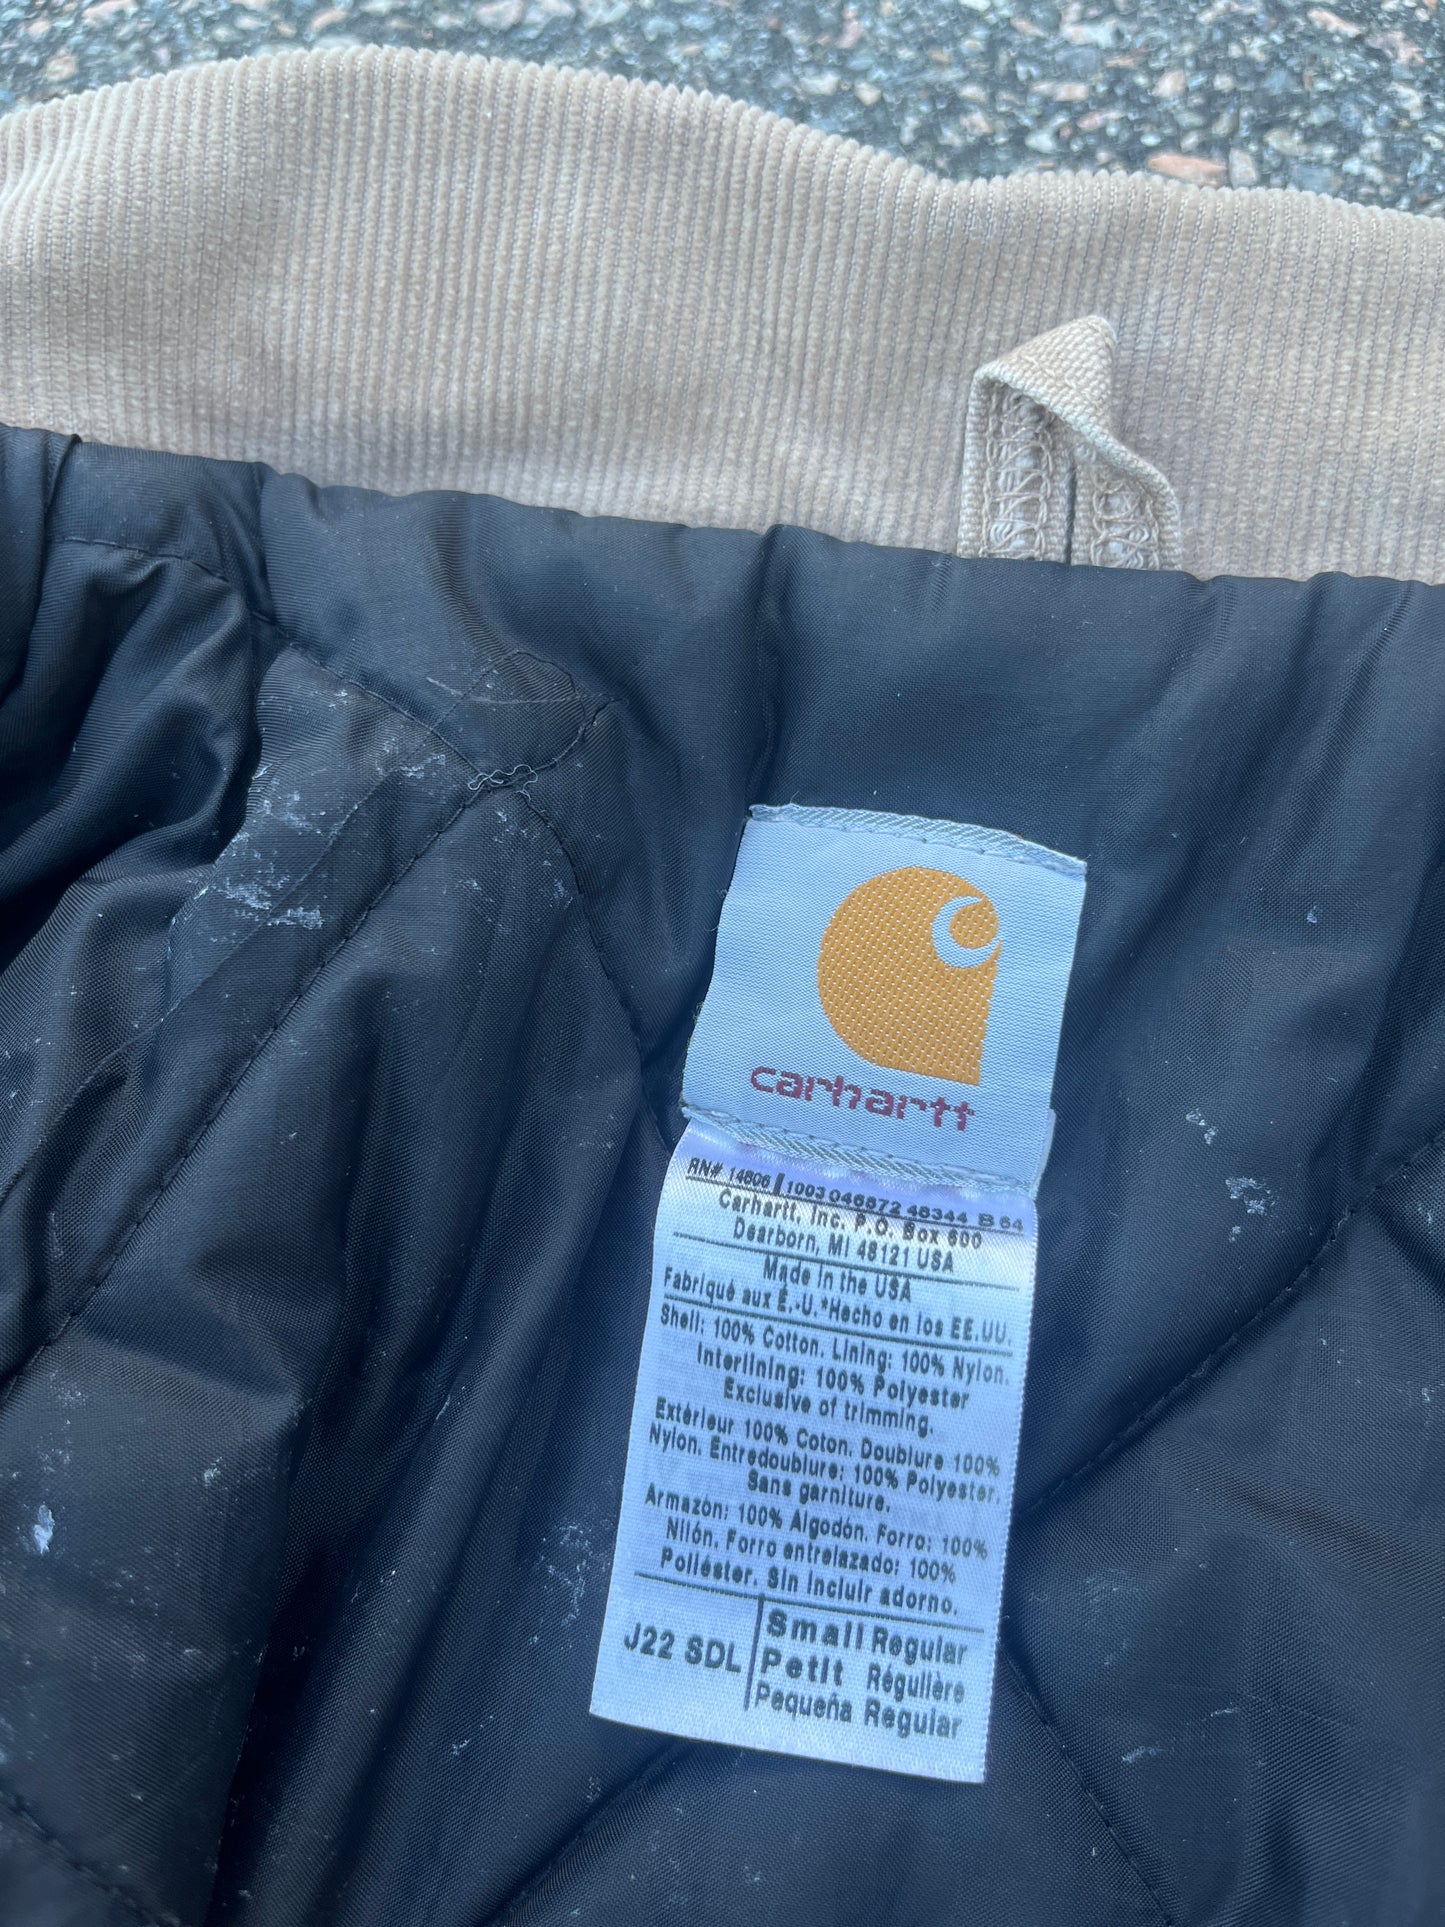 carhartt
RN# 14806 1003 046872 48344 B 64
Carhartt, Inc. P.O. Box 600
Dearborn, MI 48121 USA
Made in the USA
Fabriqué aux É.-U.*Hecho en los EE.UU.
Shell: 100% Cotton. Lining: 100% Nylon.
Interlining: 100% Polyester
Exclusive of trimming.
Extérieur 100% Coton. Doublure 100%
Nylon. Entredoublure: 100% Polyester.
Sans garniture.
Armazón: 100% Algodón. Forro: 100%
Nilón. Forro entrelazado: 100%
Poliéster. Sin incluir adorno.
J22 SDL
Small Regular
Petit Régulière
Pequeña Regular